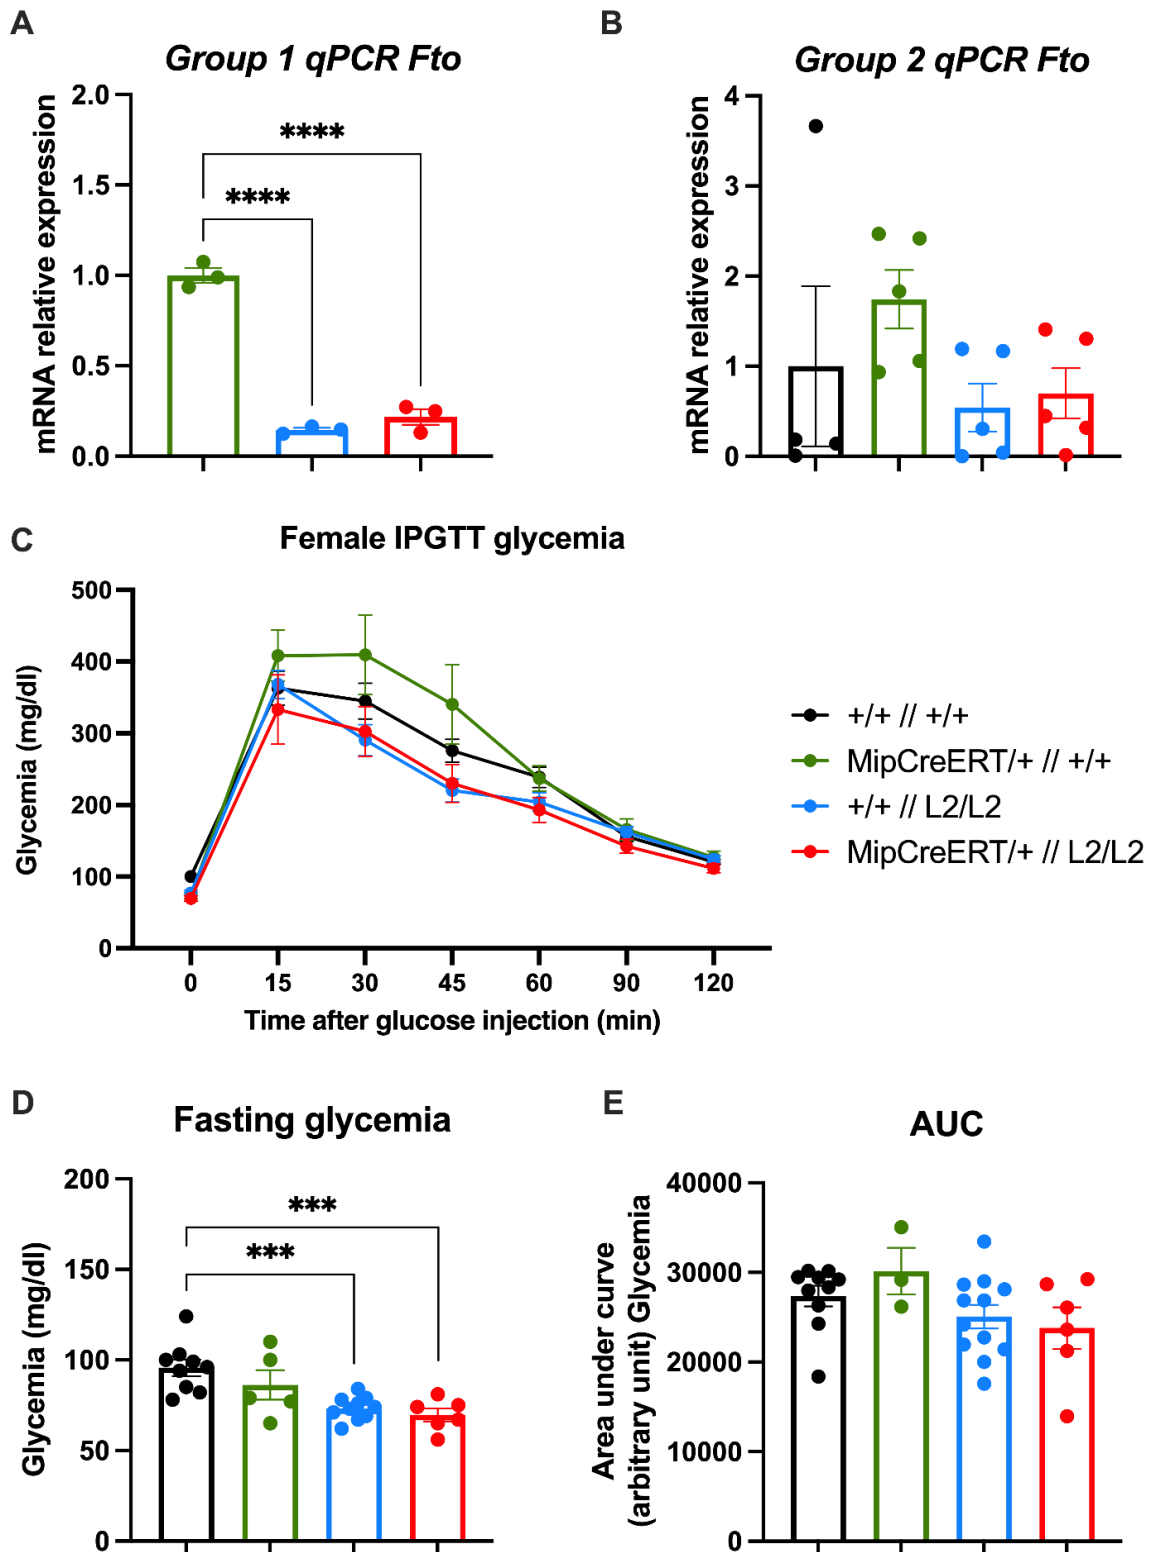 A
Group 1 qPCR Fto
mRNA relative expression
2.0
1.5
1.0
0.5
0.0
****
****
B
Group 2 qPCR Fto
mRNA relative expression
4
3
2
1
0
C
Female IPGTT glycemia
Glycemia (mg/dl)
500
400
300
200
100
0
0 15 30 45 60 90 120
Time after glucose injection (min)
+/+ // +/+
MipCreERT/+ // +/+
+/+ // L2/L2
MipCreERT/+ // L2/L2
D
Fasting glycemia
Glycemia (mg/dl)
200
150
100
50
0
***
***
E
AUC
Area under curve
(arbitrary unit) Glycemia
40000
30000
20000
10000
0